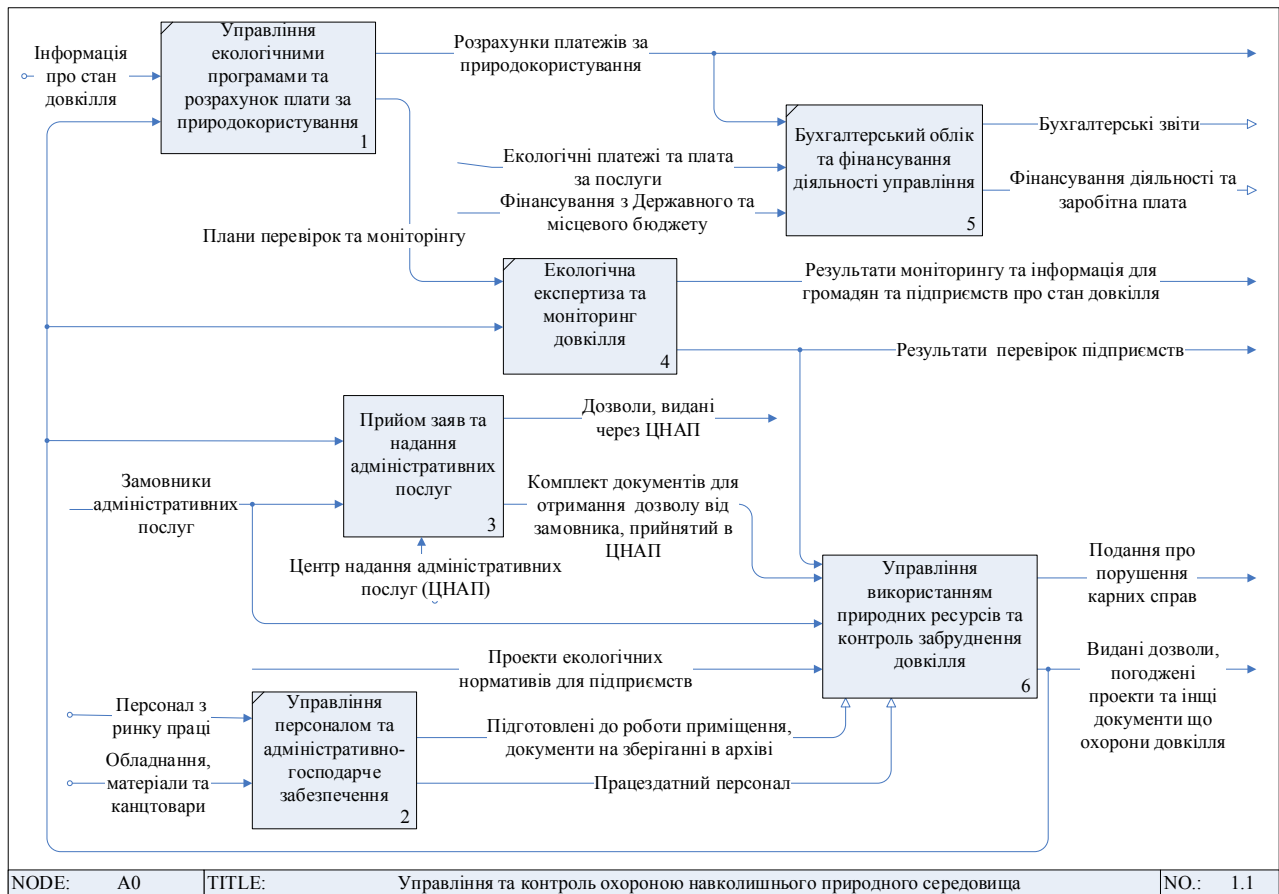 Інформація
про стан
довкілля
Управління
екологічними
програмами та
розрахунок плати за
природокористування
1
Розрахунки платежів за
природокористування
Бухгалтерський облік
та фінансування
діяльності управління
5
Бухгалтерські звіти
Фінансування діяльності та
заробітна плата
Екологічні платежі та плата
за послуги
Фінансування з Державного та
місцевого бюджету
Плани перевірок та моніторінгу
Екологічна
експертиза та
моніторинг
довкілля
4
Результати моніторингу та інформація для
громадян та підприємств про стан довкілля
Результати перевірок підприємств
Прийом заяв та
надання
адміністративних
послуг
3
Дозволи, видані
через ЦНАП
Замовники
адміністративних
послуг
Комплект документів для
отримання дозволу від
замовника, прийнятий в
ЦНАП
Центр надання адміністративних
послуг (ЦНАП)
Управління
використанням
природних ресурсів та
контроль забруднення
довкілля
6
Подання про
порушення
карних справ
Видані дозволи,
погоджені
проекти та інщі
документи що
охорони довкілля
Проекти екологічних
нормативів для підприємств
Персонал з
ринку праці
Обладнання,
матеріали та
канцтовари
Управління
персоналом та
адміністративно-
господарче
забезпечення
2
Підготовлені до роботи приміщення,
документи на зберіганні в архіві
Працездатний персонал
NODE: A0 TITLE: Управління та контроль охороною навколишнього природного середовища NO.: 1.1